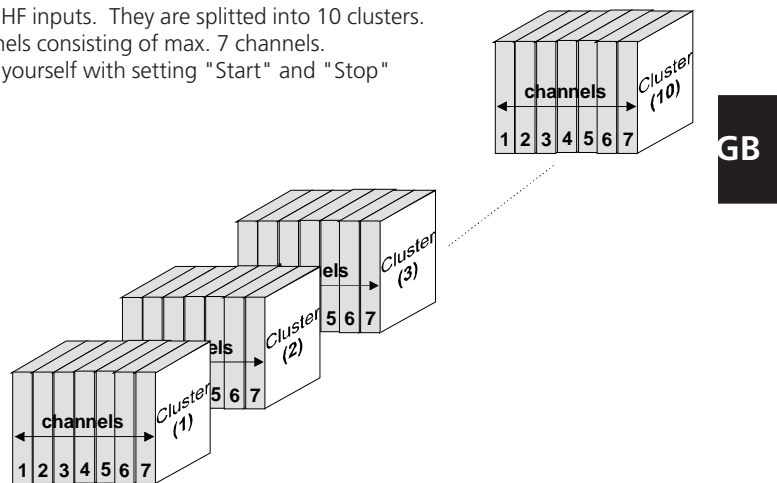 HF inputs. They are splitted into 10 clusters.
nels consisting of max. 7 channels.
yourself with setting "Start" and "Stop"
channels
1 2 3 4 5 6 7
Cluster
(10)
GB
els
5 6 7
Cluster
(3)
els
5 6 7
Cluster
(2)
channels
1 2 3 4 5 6 7
Cluster
(1)